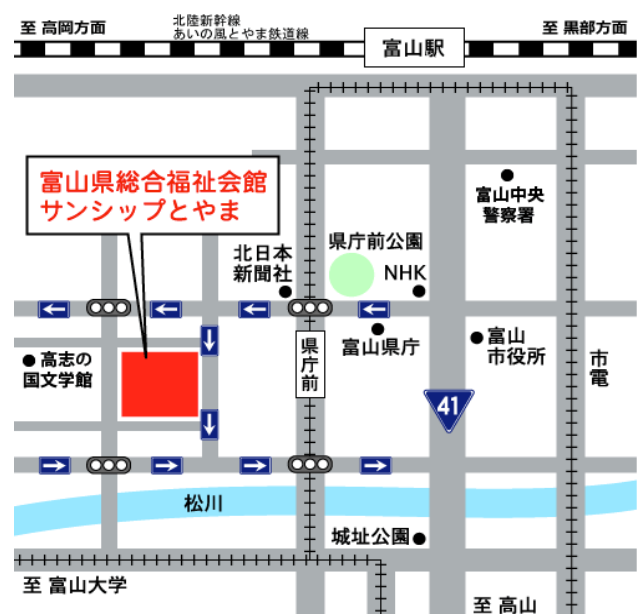 北陸新幹線
あいの風とやま鉄道線
至 高岡方面
富山駅
至 黒部方面
富山県総合福祉会館
サンシップとやま
富山中央
警察署
県庁前公園
北日本
新聞社
NHK
富山県庁
富山
市役所
高志の
国文学館
県庁前
市電
41
松川
城址公園
至 富山大学
至 高山